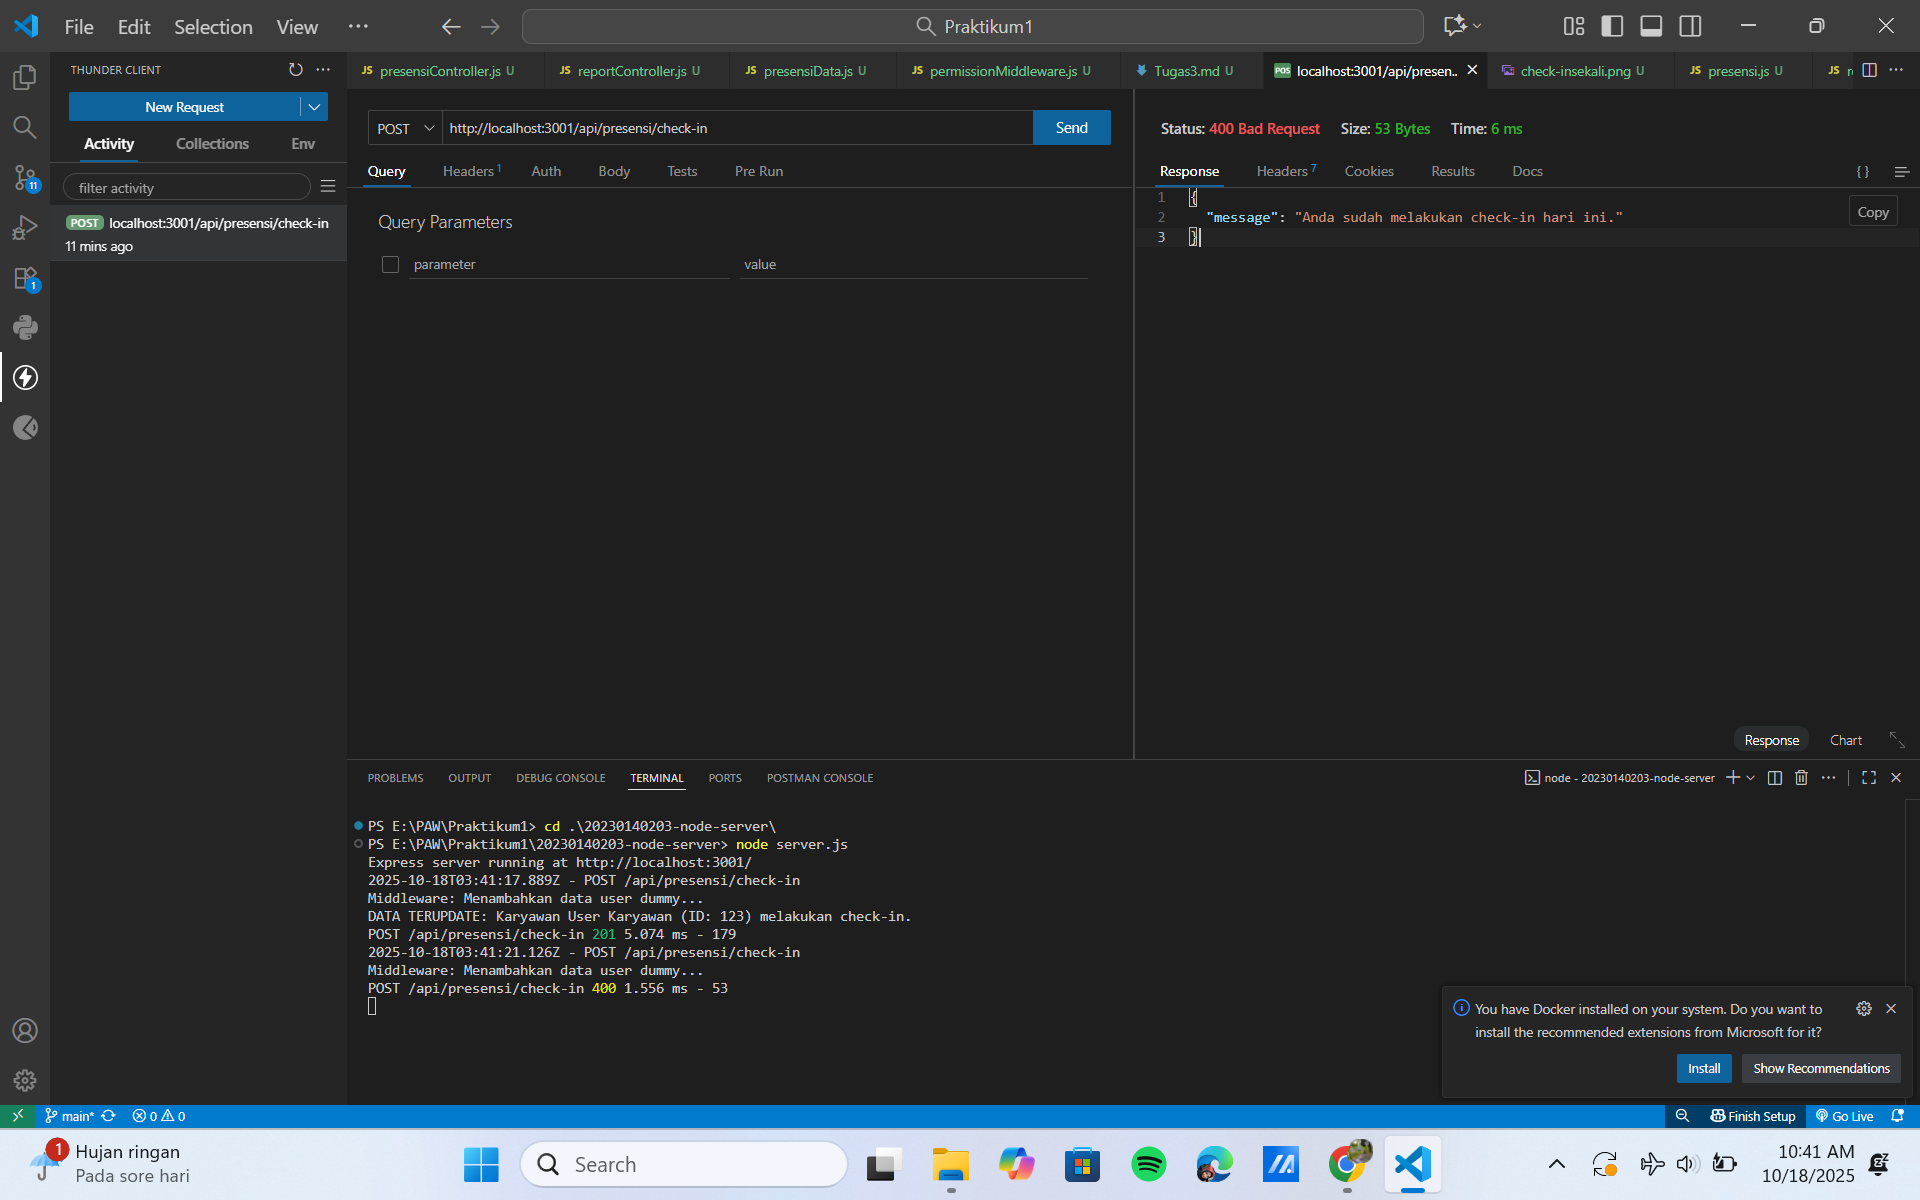 File Edit Selection View ··· Praktikum1
THUNDER CLIENT
New Request
Activity Collections Env
filter activity
POST localhost:3001/api/presensi/check-in
11 mins ago
JS presensiController.js U JS reportController.js U JS presensiData.js U JS permissionMiddleware.js U Tugas3.md U POS localhost:3001/api/presen.. check-insekali.png U JS presensi.js U JS
POST http://localhost:3001/api/presensi/check-in Send
Query Headers 1 Auth Body Tests Pre Run
Query Parameters
parameter value
Status: 400 Bad Request Size: 53 Bytes Time: 6 ms
Response Headers 7 Cookies Results Docs {}
1 {
2 "message": "Anda sudah melakukan check-in hari ini."
3 }
Copy
Response Chart
PROBLEMS OUTPUT DEBUG CONSOLE TERMINAL PORTS POSTMAN CONSOLE node - 20230140203-node-server
PS E:\PAW\Praktikum1> cd .\20230140203-node-server\
PS E:\PAW\Praktikum1\20230140203-node-server> node server.js
Express server running at http://localhost:3001/
2025-10-18T03:41:17.889Z - POST /api/presensi/check-in
Middleware: Menambahkan data user dummy...
DATA TERUPDATE: Karyawan User Karyawan (ID: 123) melakukan check-in.
POST /api/presensi/check-in 201 5.074 ms - 179
2025-10-18T03:41:21.126Z - POST /api/presensi/check-in
Middleware: Menambahkan data user dummy...
POST /api/presensi/check-in 400 1.556 ms - 53
You have Docker installed on your system. Do you want to
install the recommended extensions from Microsoft for it?
Install Show Recommendations
11
1
main* 0 0 Finish Setup Go Live
1
Hujan ringan
Pada sore hari
Search
10:41 AM
10/18/2025